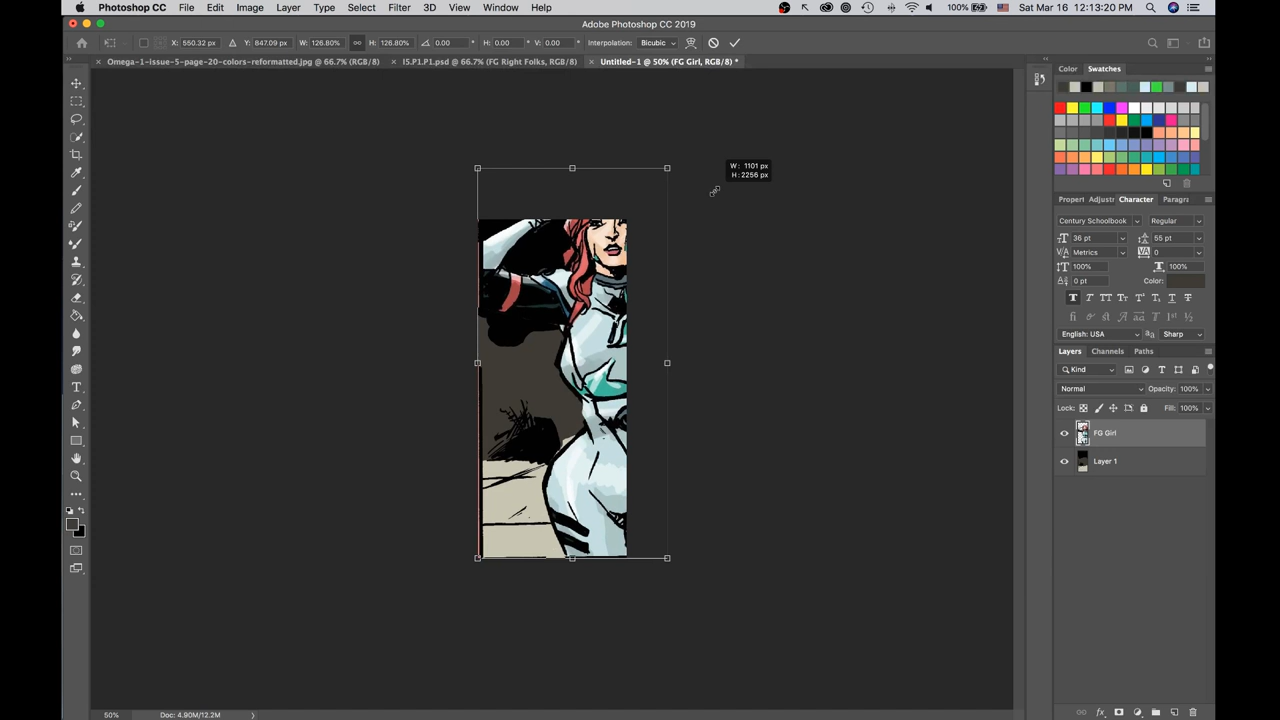 Photoshop CC File Edit Image Layer Type Select Filter 3D View Window Help 100% Sat Mar 16 12:13:20 PM
Adobe Photoshop CC 2019
X: 550.32 px Y: 847.09 px W: 126.80% H: 126.80% 0.00 ° H: 0.00 ° V: 0.00 ° Interpolation: Bicubic
Omega-1-issue-5-page-20-colors-reformatted.jpg @ 66.7% (RGB/8) I5.P1.P1.psd @ 66.7% (FG Right Folks, RGB/8) Untitled-1 @ 50% (FG Girl, RGB/8) *
Color Swatches
W: 1101 px
H: 2256 px
Propert Adjustr Character Paragra
Century Schoolbook Regular
36 pt 55 pt
Metrics 0
100% 100%
0 pt Color:
English: USA Sharp
Layers Channels Paths
Kind
Normal Opacity: 100%
Lock: Fill: 100%
FG Girl
Layer 1
50% Doc: 4.90M/12.2M